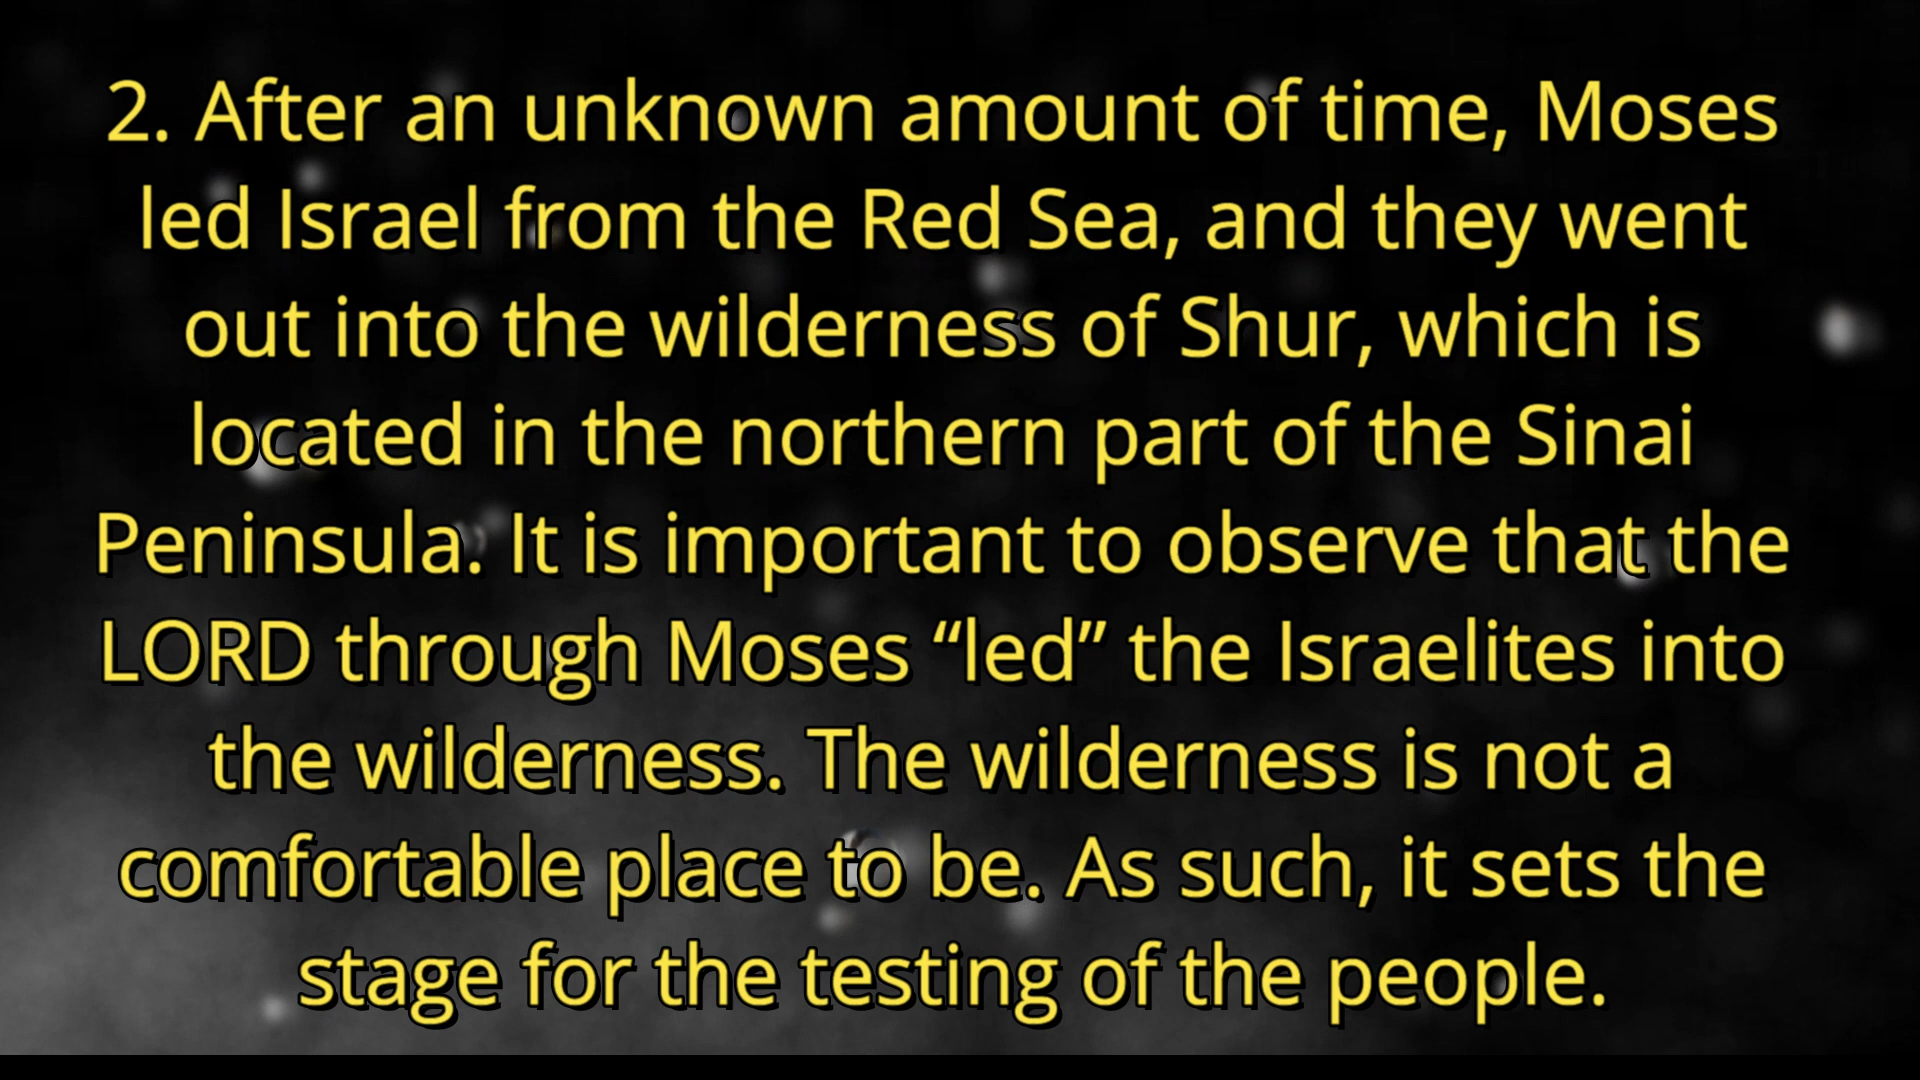 2. After an unknown amount of time, Moses
led Israel from the Red Sea, and they went
out into the wilderness of Shur, which is
located in the northern part of the Sinai
Peninsula. It is important to observe that the
LORD through Moses “led” the Israelites into
the wilderness. The wilderness is not a
comfortable place to be. As such, it sets the
stage for the testing of the people.